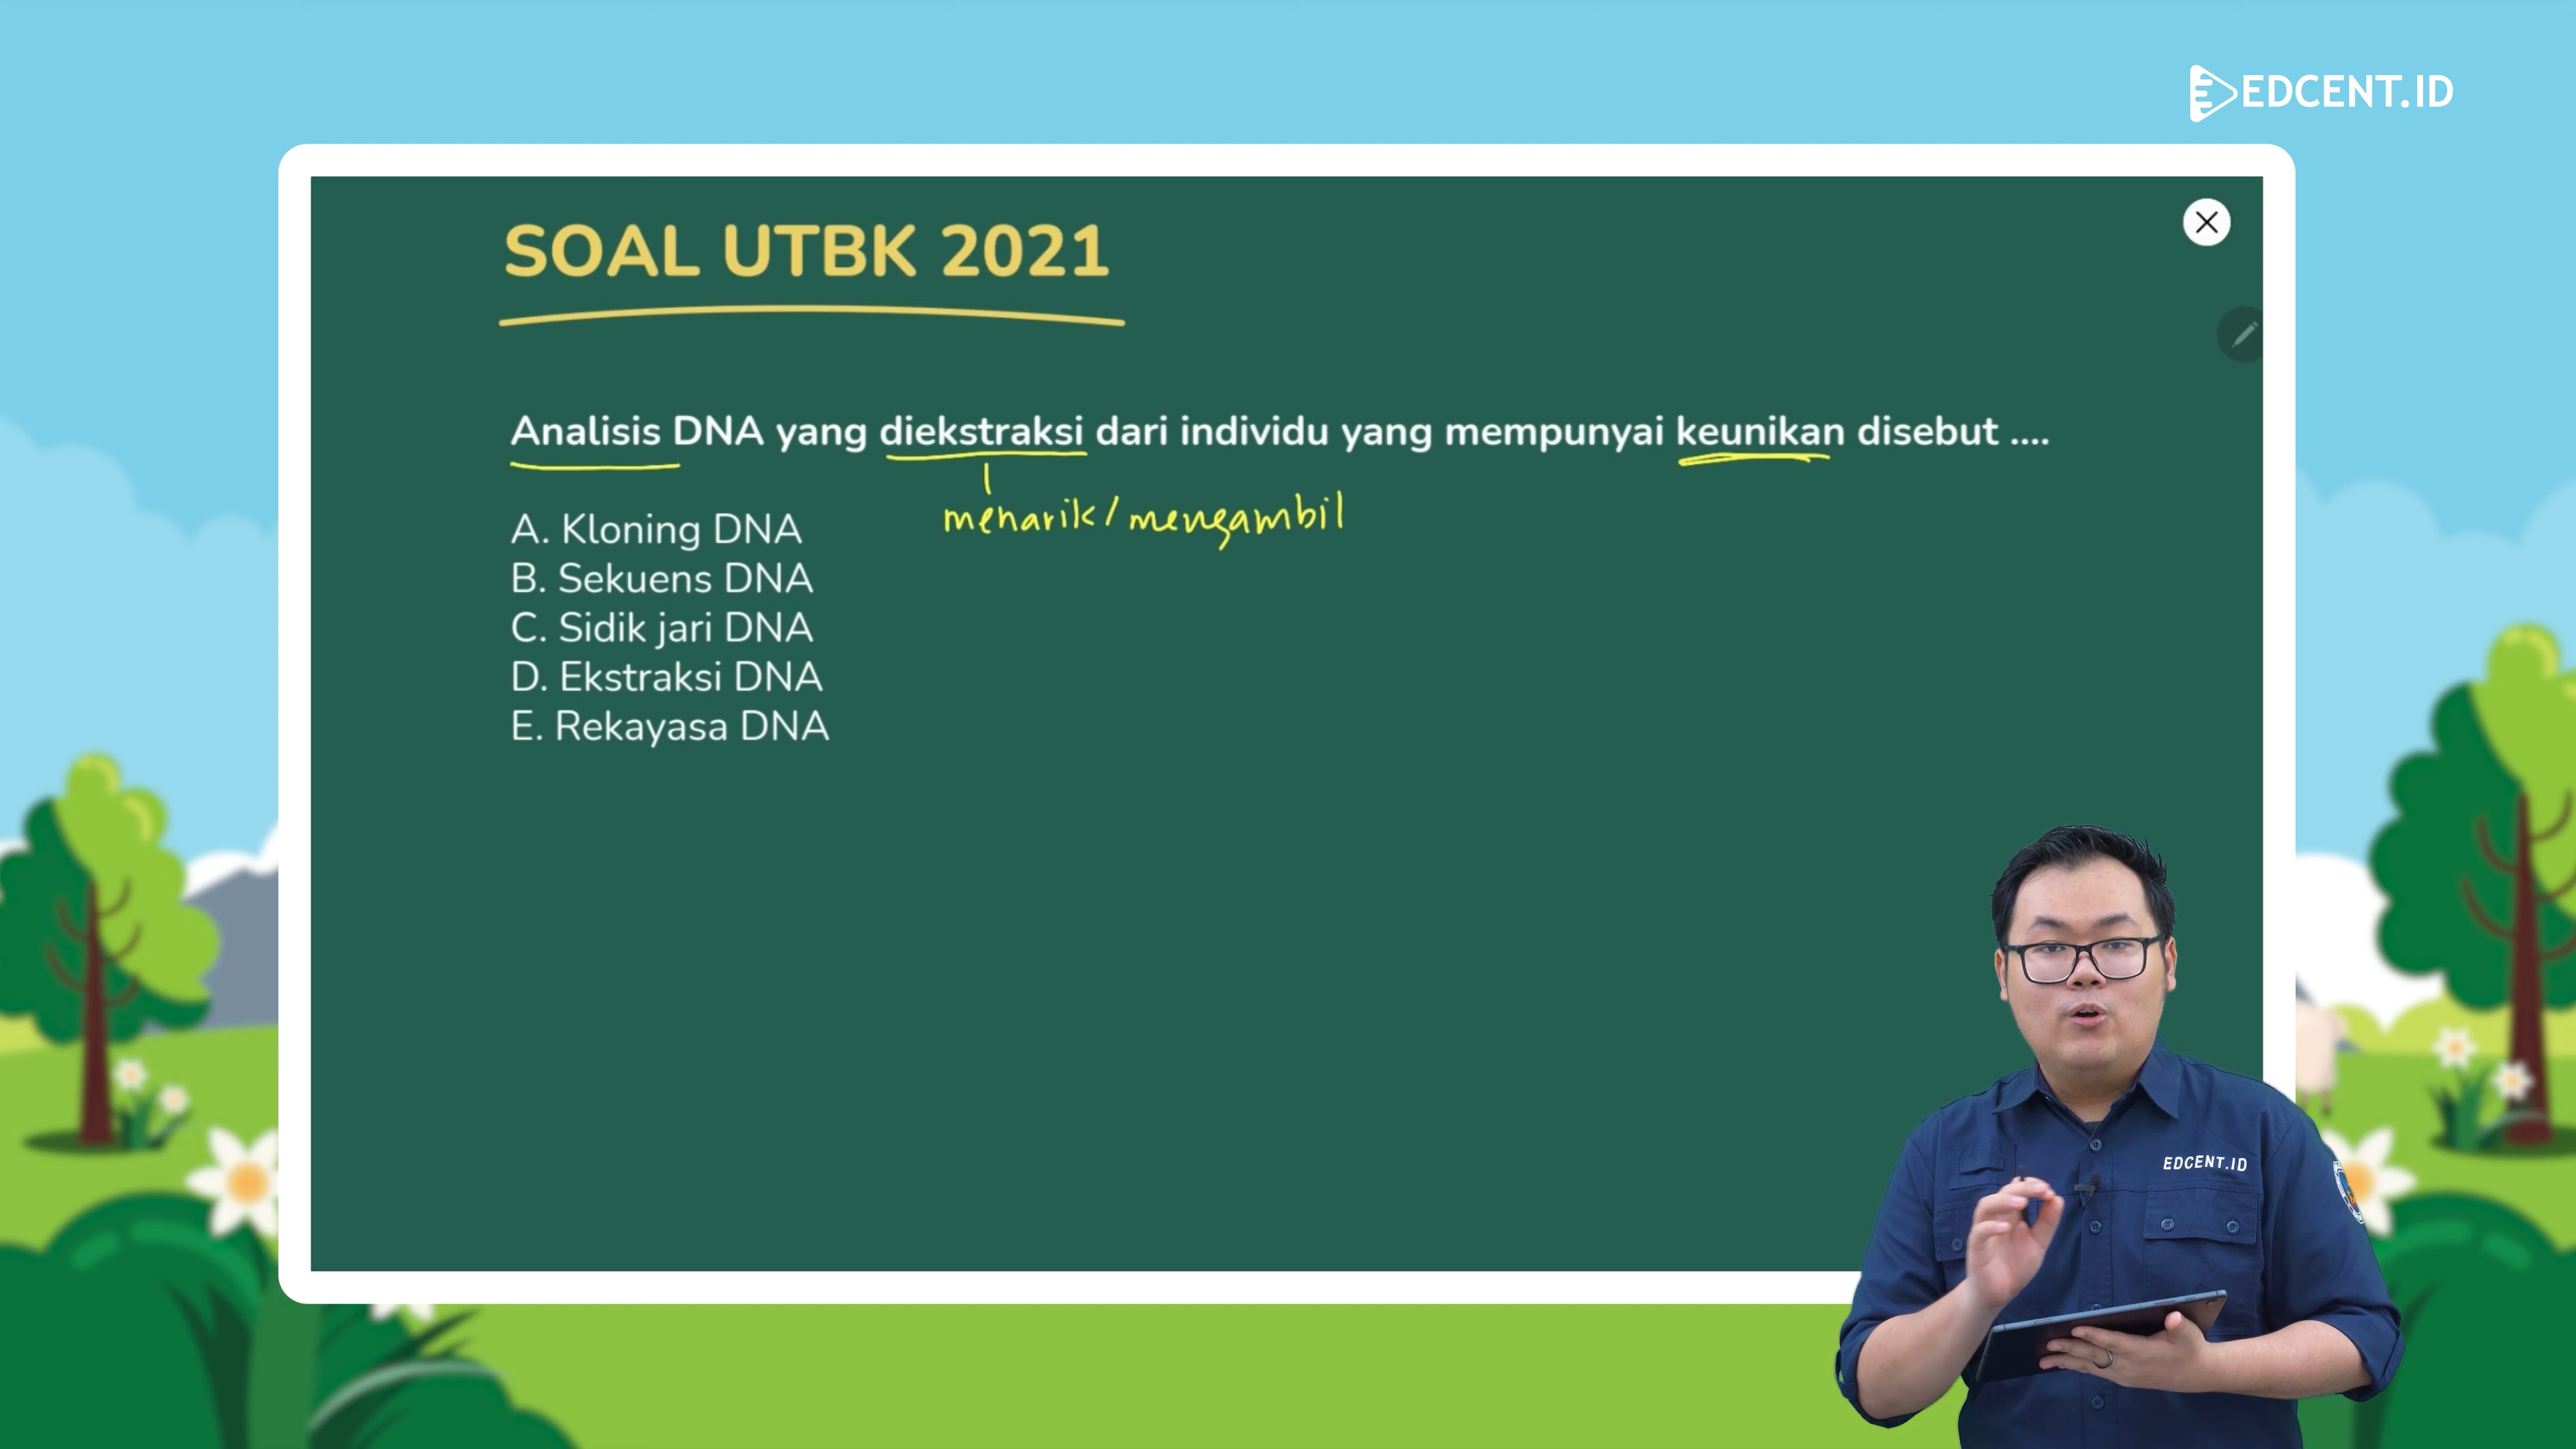 EDCENT.ID
SOAL UTBK 2021
Analisis DNA yang diekstraksi dari individu yang mempunyai keunikan disebut ....
menarik/mengambil
A. Kloning DNA
B. Sekuens DNA
C. Sidik jari DNA
D. Ekstraksi DNA
E. Rekayasa DNA
EDCENT.ID